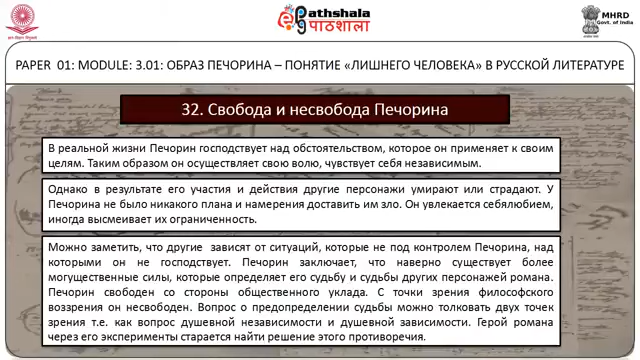 ePathshala
पाठशाला
MHRD
Govt. of India
PAPER 01: MODULE: 3.01: ОБРАЗ ПЕЧОРИНА – ПОНЯТИЕ «ЛИШНЕГО ЧЕЛОВЕКА» В РУССКОЙ ЛИТЕРАТУРЕ
32. Свобода и несвобода Печорина
В реальной жизни Печорин господствует над обстоятельством, которое он применяет к своим
целям. Таким образом он осуществляет свою волю, чувствует себя независимым.
Однако в результате его участия и действия другие персонажи умирают или страдают. У
Печорина не было никакого плана и намерения доставить им зло. Он увлекается себялюбием,
иногда высмеивает их ограниченность.
Можно заметить, что другие зависят от ситуаций, которые не под контролем Печорина, над
которыми он не господствует. Печорин заключает, что наверно существует более
могущественные силы, которые определяет его судьбу и судьбы других персонажей романа.
Печорин свободен со стороны общественного уклада. С точки зрения философского
воззрения он несвободен. Вопрос о предопределении судьбы можно толковать двух точек
зрения т.е. как вопрос душевной независимости и душевной зависимости. Герой романа
через его эксперименты старается найти решение этого противоречия.